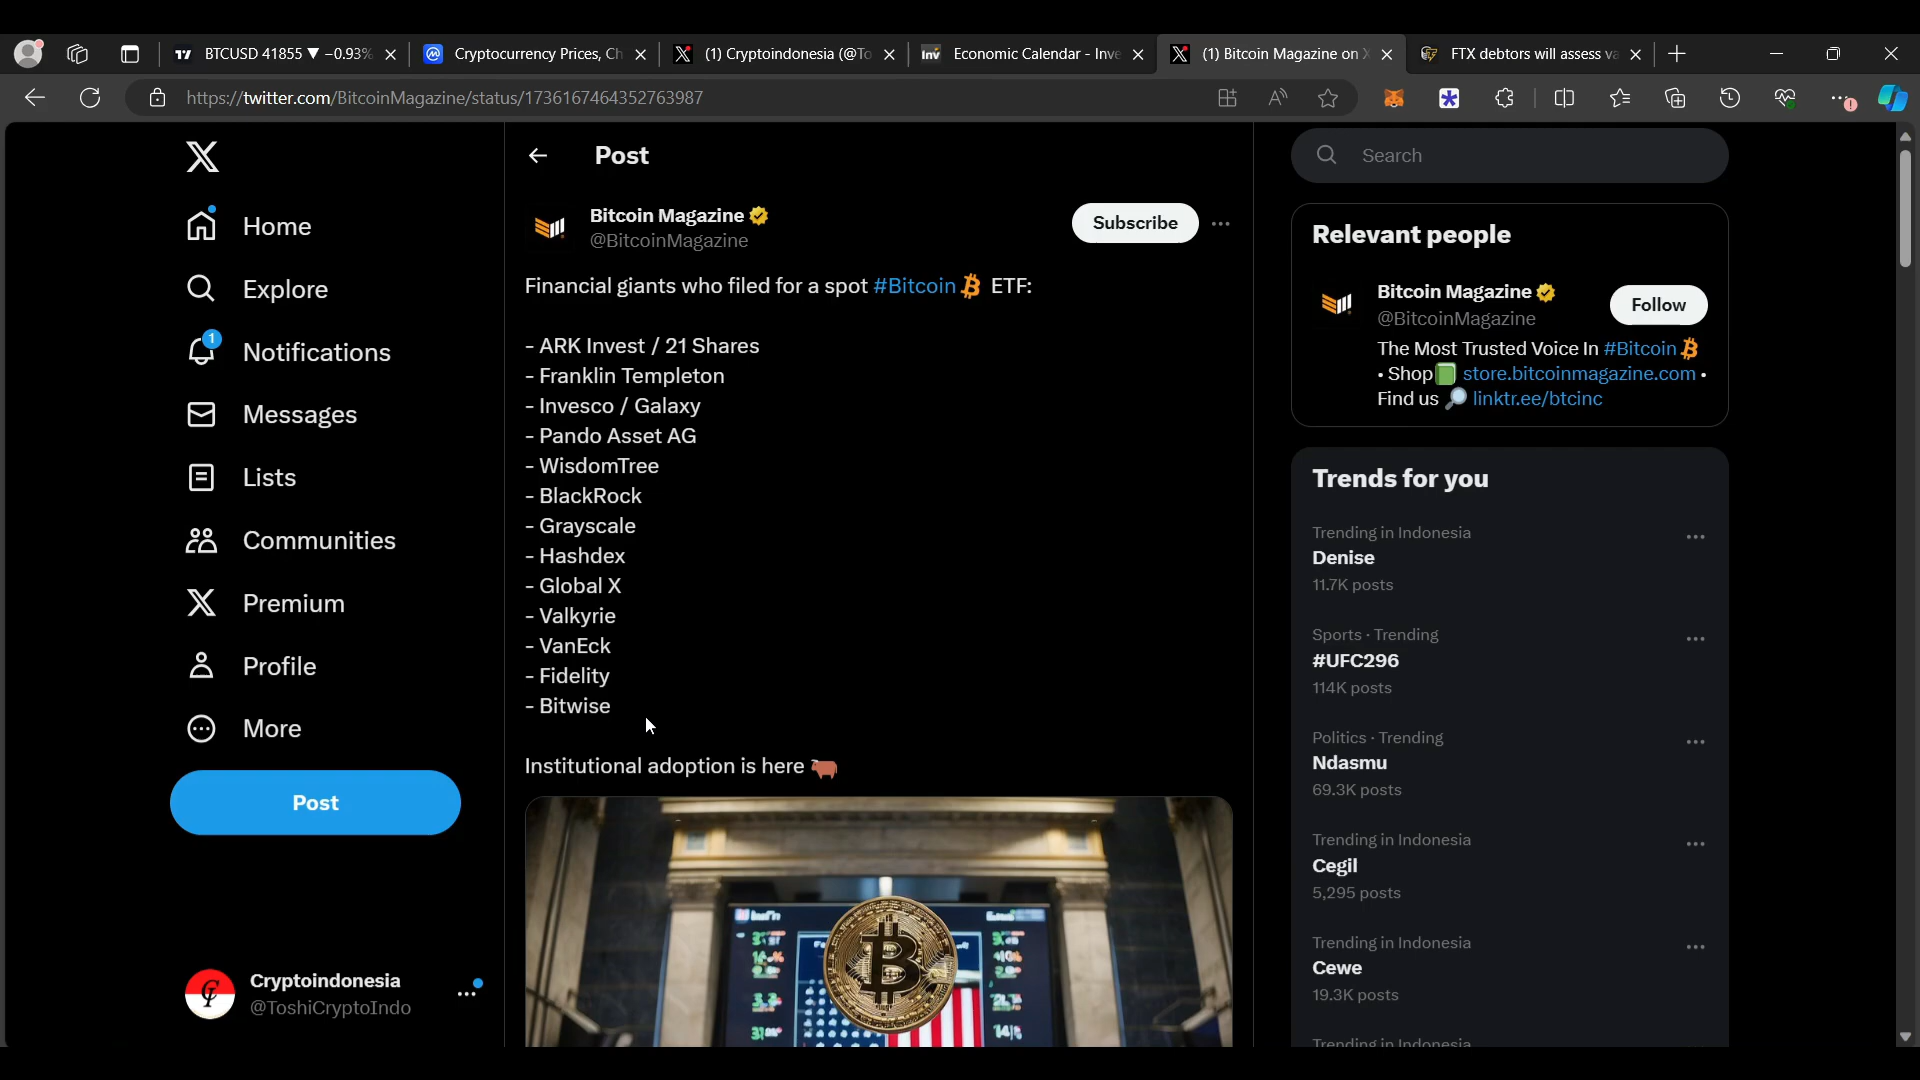 BTCUSD 41855 ▼ −0.93%
Cryptocurrency Prices, Ch
(1) Cryptoindonesia (@To
Inv Economic Calendar - Inve
(1) Bitcoin Magazine on X
FTX debtors will assess va
https://twitter.com/BitcoinMagazine/status/1736167464352763987
Home
Explore
1
Notifications
Messages
Lists
Communities
Premium
Profile
More
Post
Cryptoindonesia
@ToshiCryptoIndo
Post
Bitcoin Magazine
@BitcoinMagazine
Subscribe
Financial giants who filed for a spot #Bitcoin ETF:
- ARK Invest / 21 Shares
- Franklin Templeton
- Invesco / Galaxy
- Pando Asset AG
- WisdomTree
- BlackRock
- Grayscale
- Hashdex
- Global X
- Valkyrie
- VanEck
- Fidelity
- Bitwise
Institutional adoption is here 🐂
Search
Relevant people
Bitcoin Magazine
@BitcoinMagazine
Follow
The Most Trusted Voice In #Bitcoin
• Shop📗 store.bitcoinmagazine.com •
Find us 🔎 linktr.ee/btcinc
Trends for you
Trending in Indonesia
Denise
11.7K posts
Sports · Trending
#UFC296
114K posts
Politics · Trending
Ndasmu
69.3K posts
Trending in Indonesia
Cegil
5,295 posts
Trending in Indonesia
Cewe
19.3K posts
Trending in Indonesia